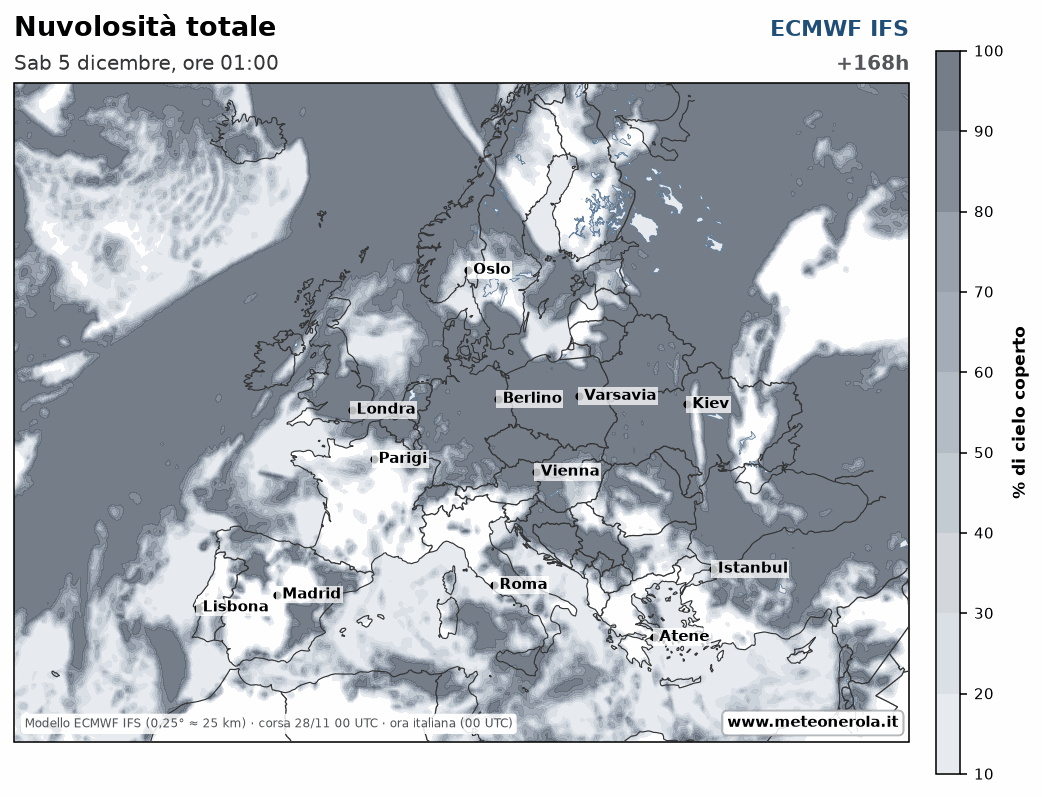 Nuvolosità totale
ECMWF IFS
Sab 5 dicembre, ore 01:00
+168h
Oslo
Londra
Berlino
Varsavia
Kiev
Parigi
Vienna
Istanbul
Roma
Madrid
Lisbona
Atene
Modello ECMWF IFS (0,25° ≈ 25 km) · corsa 28/11 00 UTC · ora italiana (00 UTC)
www.meteonerola.it
100
90
80
70
60
50
40
30
20
10
% di cielo coperto